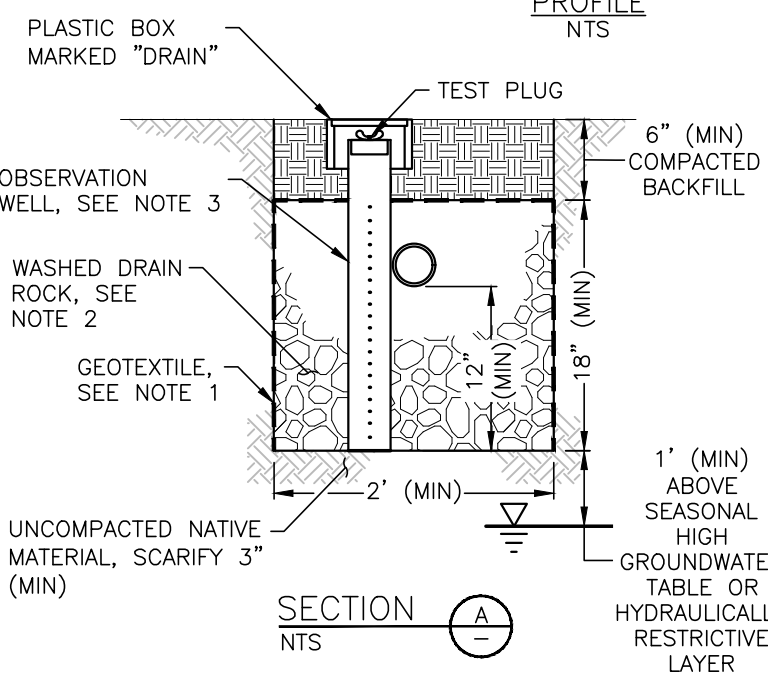 PROFILE
NTS
PLASTIC BOX
MARKED "DRAIN"
TEST PLUG
6" (MIN)
COMPACTED
BACKFILL
OBSERVATION
WELL, SEE NOTE 3
WASHED DRAIN
ROCK, SEE
NOTE 2
GEOTEXTILE,
SEE NOTE 1
12"
(MIN)
18" (MIN)
2' (MIN)
UNCOMPACTED NATIVE
MATERIAL, SCARIFY 3"
(MIN)
1' (MIN)
ABOVE
SEASONAL
HIGH
GROUNDWATE
TABLE OR
HYDRAULICALL
RESTRICTIVE
LAYER
SECTION
NTS
A
–